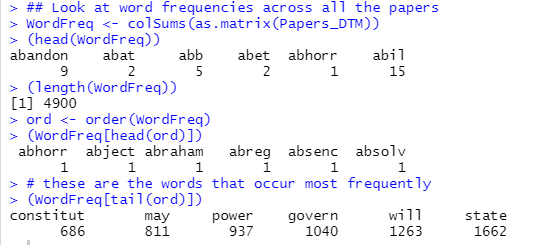 > ## Look at word frequencies across all the papers
> WordFreq <- colSums(as.matrix(Papers_DTM))
> (head(WordFreq))
abandon abat abb abet abhorr abil
9 2 5 2 1 15
> (length(WordFreq))
[1] 4900
> ord <- order(WordFreq)
> (WordFreq[head(ord)])
abhorr abject abraham abreg absenc absolv
1 1 1 1 1 1
> # these are the words that occur most frequently
> (WordFreq[tail(ord)])
constitut may power govern will state
686 811 937 1040 1263 1662